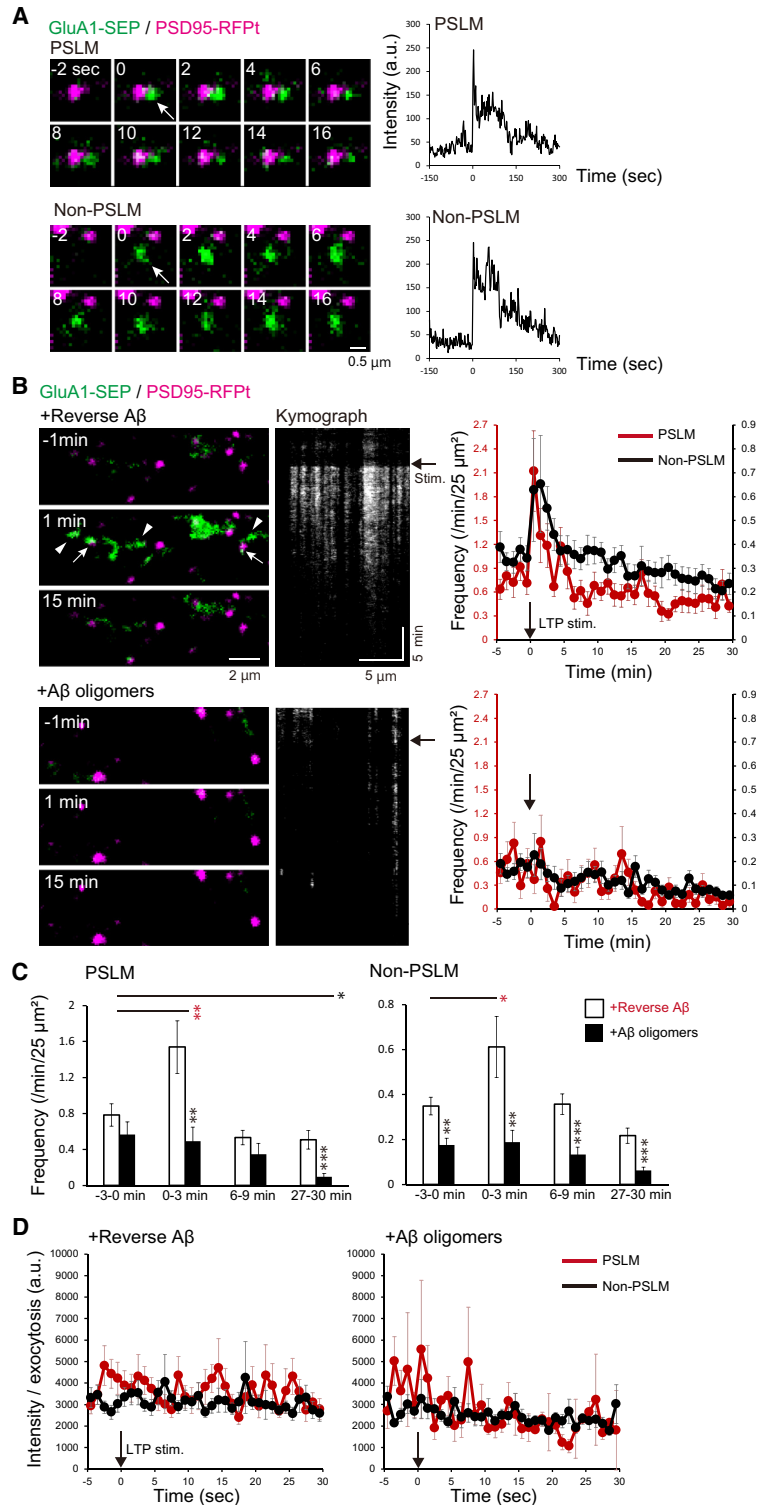 A
GluA1-SEP / PSD95-RFPt
PSLM
-2 sec 0 2 4 6
8 10 12 14 16
Non-PSLM
-2 0 2 4 6
8 10 12 14 16
0.5 µm
PSLM
Intensity (a.u.)
300
250
200
150
100
50
0
-150 0 150 300
Time (sec)
Non-PSLM
300
250
200
150
100
50
0
-150 0 150 300
Time (sec)
B
GluA1-SEP / PSD95-RFPt
+Reverse Aβ
-1min
1 min
15 min
2 µm
Kymograph
Stim.
5 min
5 µm
PSLM
Non-PSLM
Frequency (/min/25 µm²)
2.7
2.4
2.1
1.8
1.5
1.2
0.9
0.6
0.3
0
0.9
0.8
0.7
0.6
0.5
0.4
0.3
0.2
0.1
0
LTP stim.
-5 0 5 10 15 20 25 30
Time (min)
+Aβ oligomers
-1min
1 min
15 min
Frequency (/min/25 µm²)
2.7
2.4
2.1
1.8
1.5
1.2
0.9
0.6
0.3
0
0.9
0.8
0.7
0.6
0.5
0.4
0.3
0.2
0.1
0
-5 0 5 10 15 20 25 30
Time (min)
C
PSLM
Frequency (/min/25 µm²)
2
1.6
1.2
0.8
0.4
0
*
**
**
***
-3-0 min 0-3 min 6-9 min 27-30 min
Non-PSLM
0.8
0.6
0.4
0.2
0
*
**
**
***
***
-3-0 min 0-3 min 6-9 min 27-30 min
+Reverse Aβ
+Aβ oligomers
D
+Reverse Aβ
Intensity / exocytosis (a.u.)
10000
9000
8000
7000
6000
5000
4000
3000
2000
1000
0
LTP stim.
-5 0 5 10 15 20 25 30
Time (sec)
+Aβ oligomers
10000
9000
8000
7000
6000
5000
4000
3000
2000
1000
0
PSLM
Non-PSLM
-5 0 5 10 15 20 25 30
Time (sec)